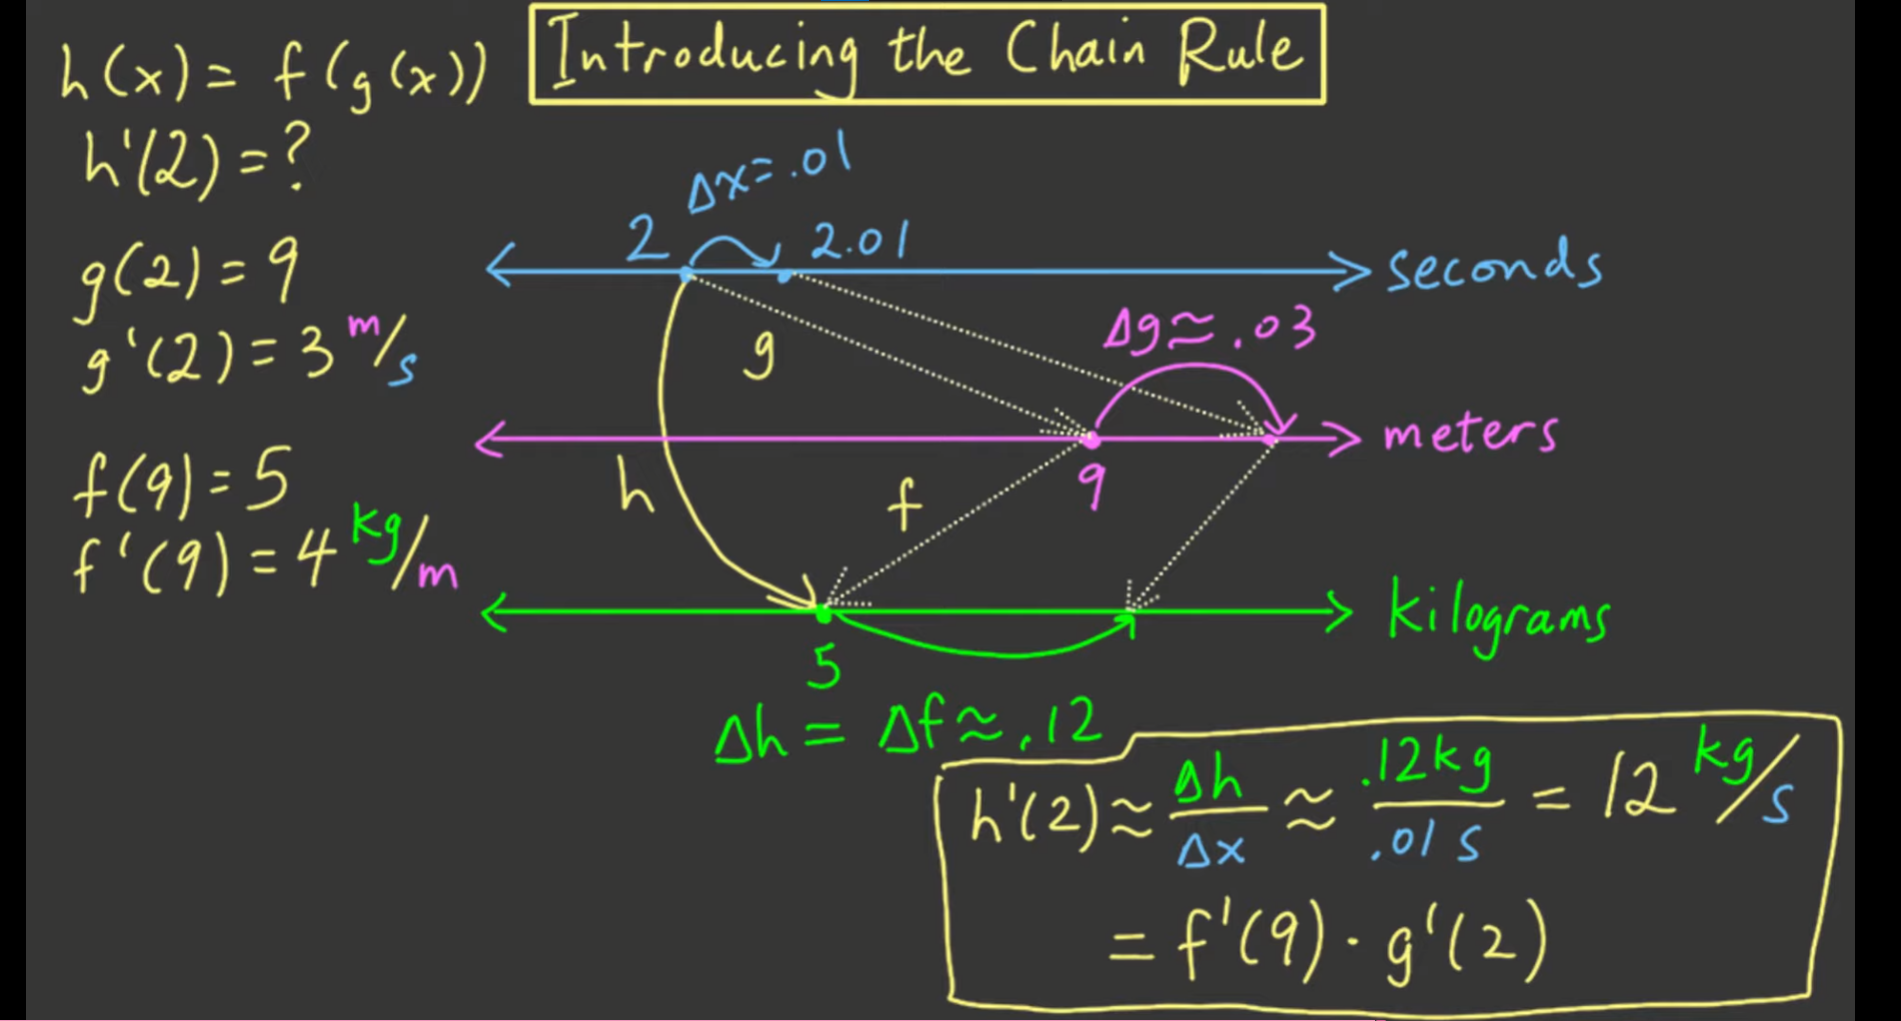 Introducing the Chain Rule
h(x) = f(g(x))
h'(2) = ?
g(2) = 9
g'(2) = 3 m/s
f(9) = 5
f'(9) = 4 kg/m
Δx = .01
2 2.01
seconds
g
Δg ≈ .03
meters
9
h f
kilograms
5
Δh = Δf ≈ .12
h'(2) ≈ Δh/Δx ≈ .12kg/.01 s = 12 kg/s
= f'(9) · g'(2)